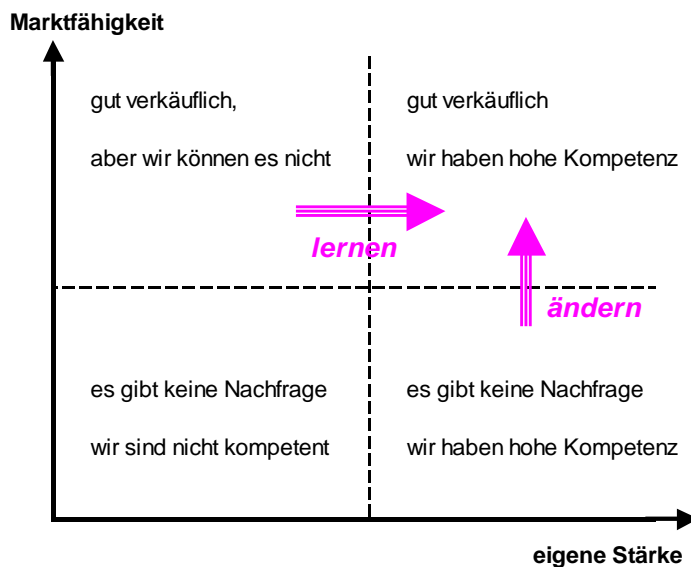 Marktfähigkeit
gut verkäuflich,
aber wir können es nicht
gut verkäuflich
wir haben hohe Kompetenz
lernen
ändern
es gibt keine Nachfrage
wir sind nicht kompetent
es gibt keine Nachfrage
wir haben hohe Kompetenz
eigene Stärke